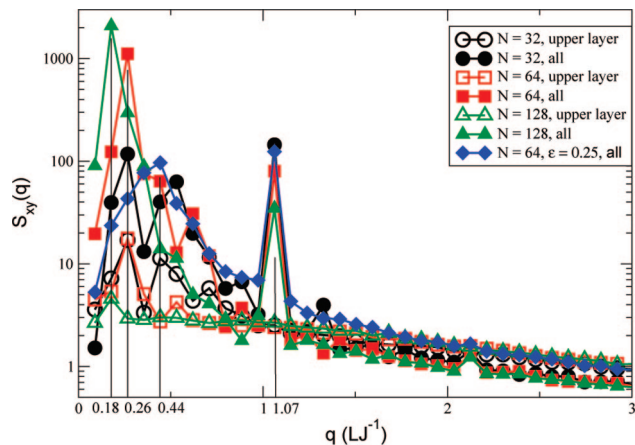 1000
100
10
1
S_xy(q)
N = 32, upper layer
N = 32, all
N = 64, upper layer
N = 64, all
N = 128, upper layer
N = 128, all
N = 64, ε = 0.25, all
0 0.18 0.26 0.44 1 1.07 2 3
q (LJ⁻¹)